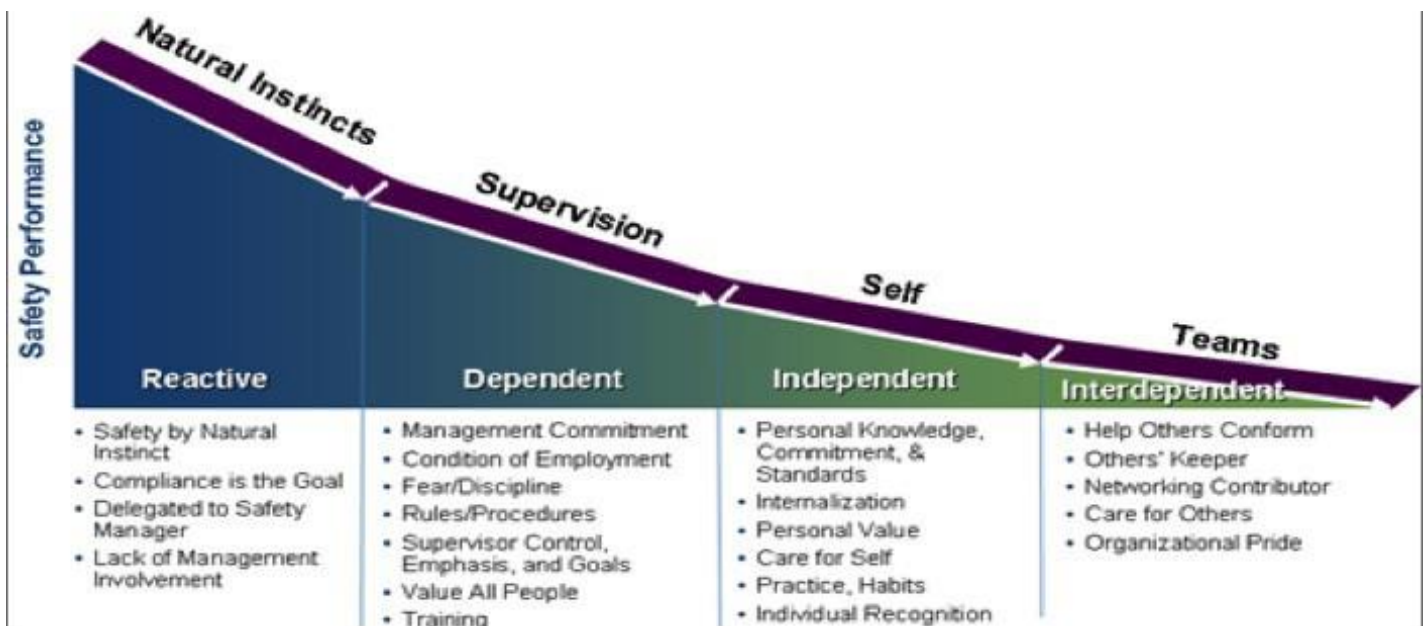 Safety Performance
Natural Instincts
Supervision
Self
Teams
Reactive
Dependent
Independent
Interdependent
• Safety by Natural
Instinct
• Compliance is the Goal
• Delegated to Safety
Manager
• Lack of Management
Involvement
• Management Commitment
• Condition of Employment
• Fear/Discipline
• Rules/Procedures
• Supervisor Control,
Emphasis, and Goals
• Value All People
• Training
• Personal Knowledge,
Commitment, &
Standards
• Internalization
• Personal Value
• Care for Self
• Practice, Habits
• Individual Recognition
• Help Others Conform
• Others' Keeper
• Networking Contributor
• Care for Others
• Organizational Pride